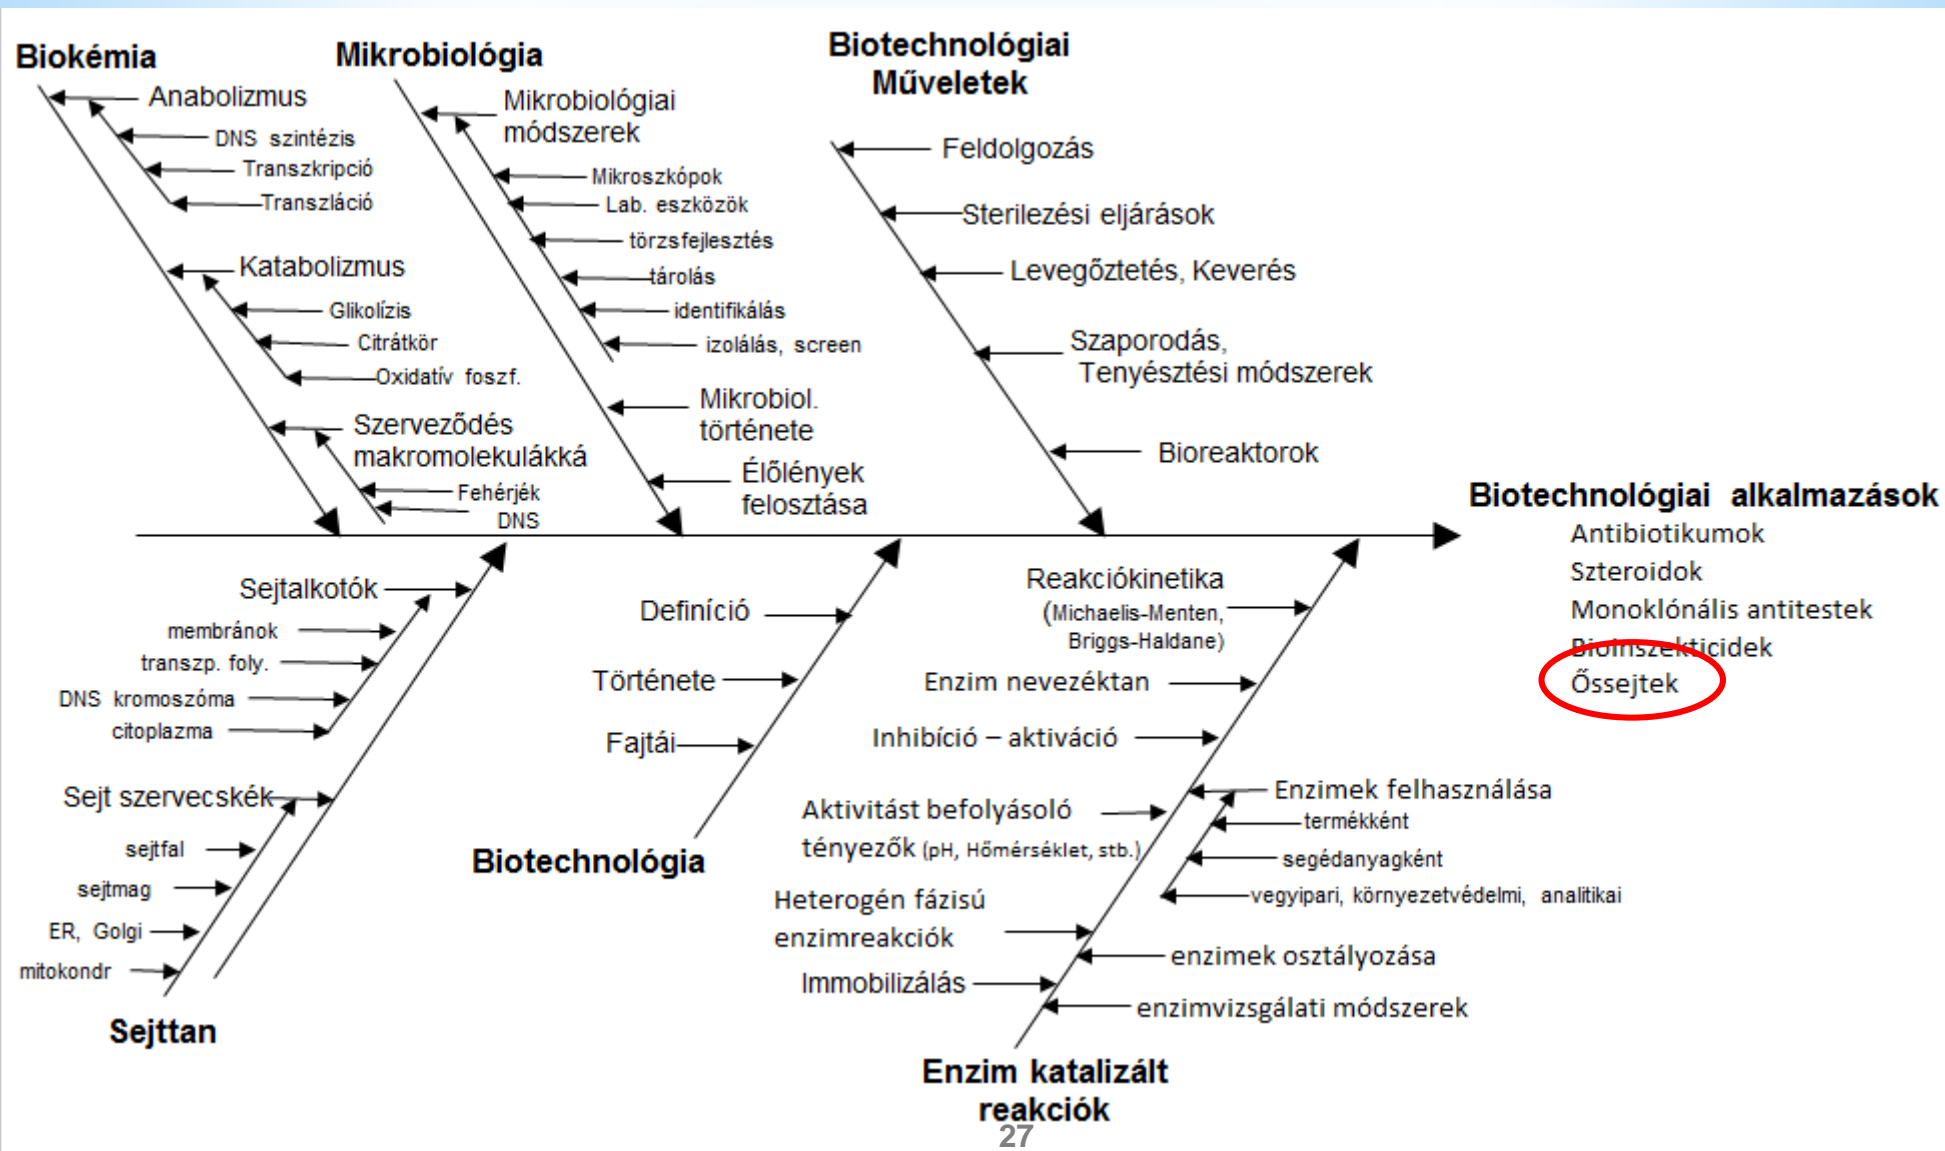 Biokémia
Anabolizmus
DNS szintézis
Transzkripció
Transzláció
Katabolizmus
Glikolízis
Citrátkör
Oxidatív foszf.
Szerveződés
makromolekulákká
Fehérjék
DNS
Mikrobiológia
Mikrobiológiai
módszerek
Mikroszkópok
Lab. eszközök
törzsfejlesztés
tárolás
identifikálás
izolálás, screen
Mikrobiol.
története
Élőlények
felosztása
Biotechnológiai
Műveletek
Feldolgozás
Sterilezési eljárások
Levegőztetés, Keverés
Szaporodás,
Tenyésztési módszerek
Bioreaktorok
Biotechnológiai alkalmazások
Antibiotikumok
Szteroidok
Monoklónális antitestek
Bioinszekticidek
Őssejtek
Sejtalkotók
membránok
transzp. foly.
DNS kromoszóma
citoplazma
Sejt szervecskék
sejtfal
sejtmag
ER, Golgi
mitokondr
Sejttan
Definíció
Története
Fajtái
Biotechnológia
Reakciókinetika
(Michaelis-Menten,
Briggs-Haldane)
Enzim nevezéktan
Inhibíció – aktiváció
Aktivitást befolyásoló
tényezők (pH, Hőmérséklet, stb.)
Heterogén fázisú
enzimreakciók
Immobilizálás
Enzimek felhasználása
termékként
segédanyagként
vegyipari, környezetvédelmi, analitikai
enzimek osztályozása
enzimvizsgálati módszerek
Enzim katalizált
reakciók
27